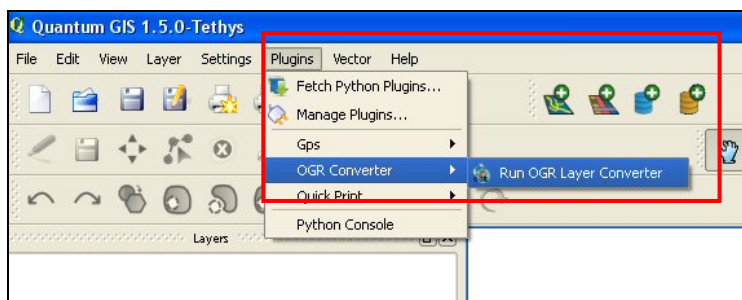 Quantum GIS 1.5.0-Tethys
File Edit View Layer Settings Plugins Vector Help
Fetch Python Plugins...
Manage Plugins...
Gps
OGR Converter
Run OGR Layer Converter
Quick Print
Python Console
Layers